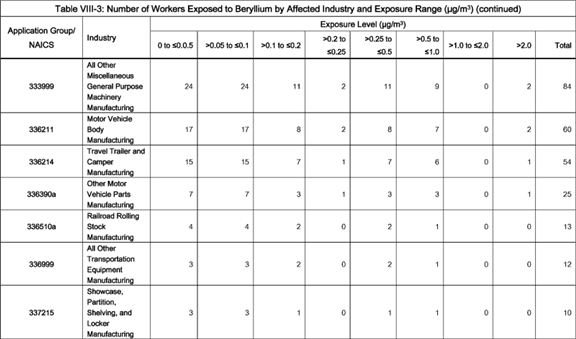 Table VIII-3: Number of Workers Exposed to Beryllium by Affected Industry and Exposure Range (µg/m³) (continued)
Application Group/ NAICS Industry Exposure Level (µg/m³)
0 to ≤0.0.5 >0.05 to ≤0.1 >0.1 to ≤0.2 >0.2 to ≤0.25 >0.25 to ≤0.5 >0.5 to ≤1.0 >1.0 to ≤2.0 >2.0 Total
333999 All Other Miscellaneous General Purpose Machinery Manufacturing 24 24 11 2 11 9 0 2 84
336211 Motor Vehicle Body Manufacturing 17 17 8 2 8 7 0 2 60
336214 Travel Trailer and Camper Manufacturing 15 15 7 1 7 6 0 1 54
336390a Other Motor Vehicle Parts Manufacturing 7 7 3 1 3 3 0 1 25
336510a Railroad Rolling Stock Manufacturing 4 4 2 0 2 1 0 0 13
336999 All Other Transportation Equipment Manufacturing 3 3 2 0 2 1 0 0 12
337215 Showcase, Partition, Shelving, and Locker Manufacturing 3 3 1 0 1 1 0 0 10